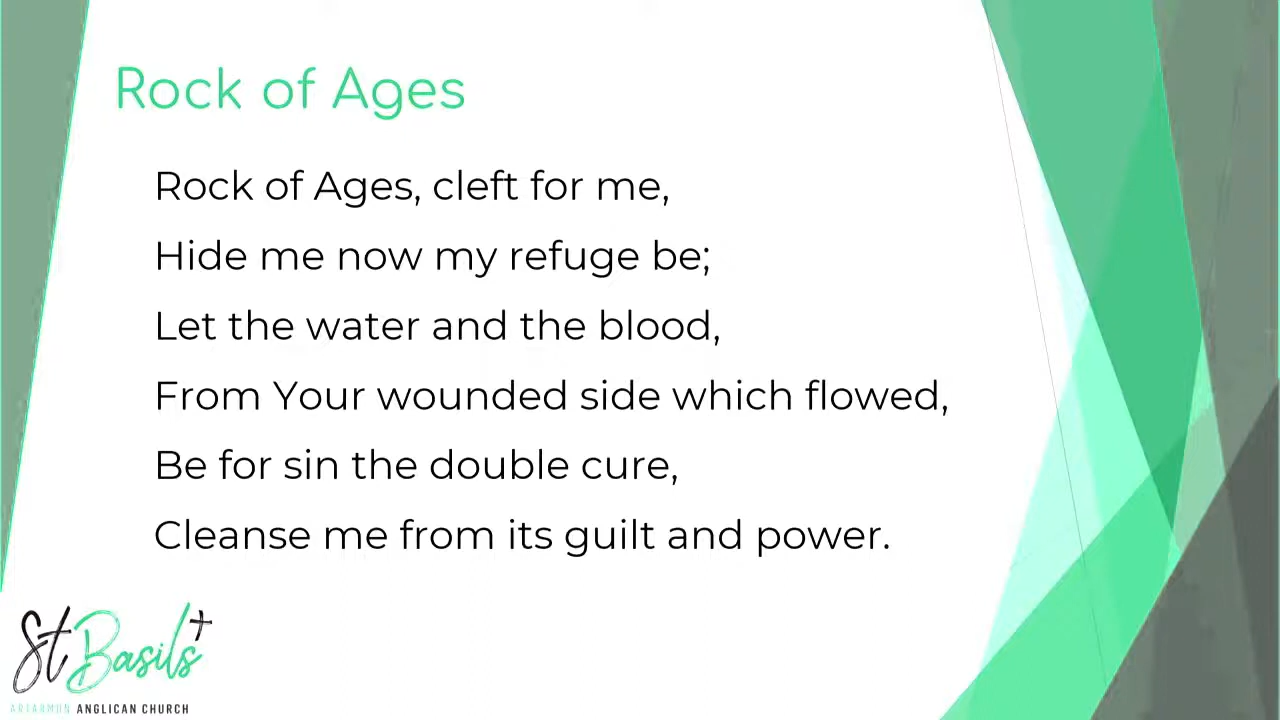 Rock of Ages
Rock of Ages, cleft for me,
Hide me now my refuge be;
Let the water and the blood,
From Your wounded side which flowed,
Be for sin the double cure,
Cleanse me from its guilt and power.
St Basils
ARTARMON ANGLICAN CHURCH